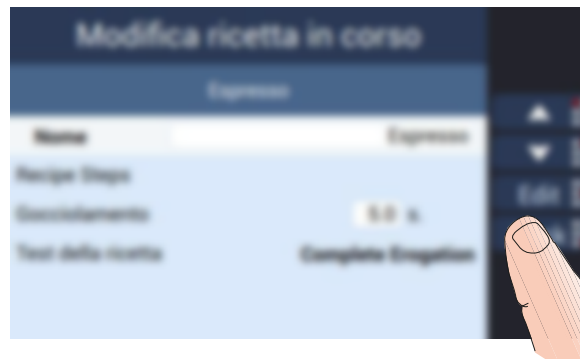 Modifica ricetta in corso
Espresso
Nome Espresso
Recipe Steps
Gocciolamento 5.0 s.
Test della ricetta Complete Erogation
Edit